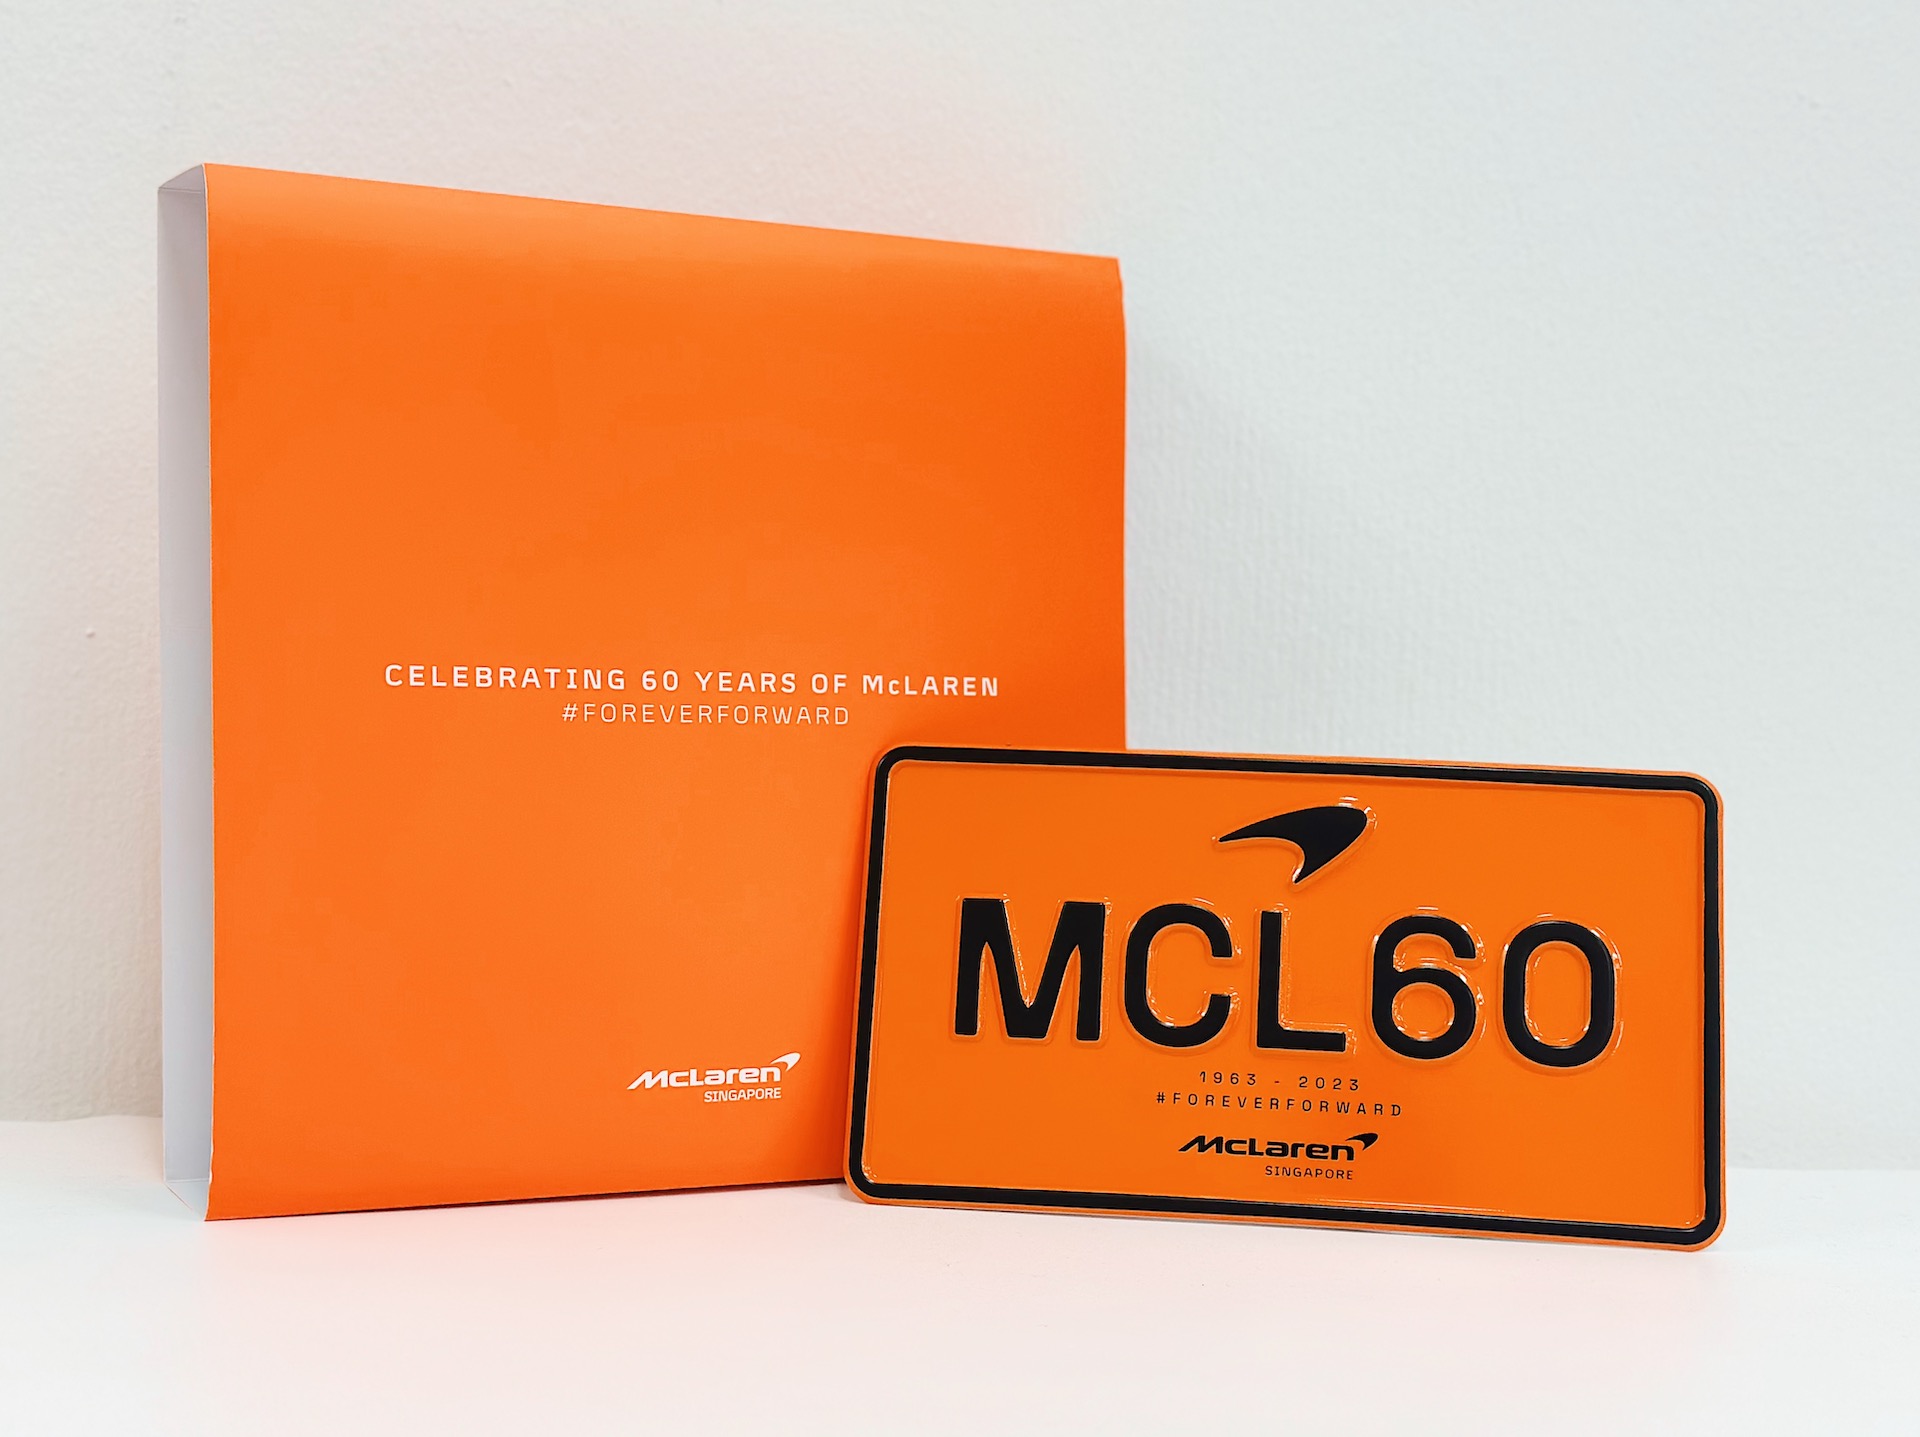 CELEBRATING 60 YEARS OF McLAREN
#FOREVERFORWARD
McLaren
SINGAPORE
MCL60
1963 - 2023
#FOREVERFORWARD
McLaren
SINGAPORE